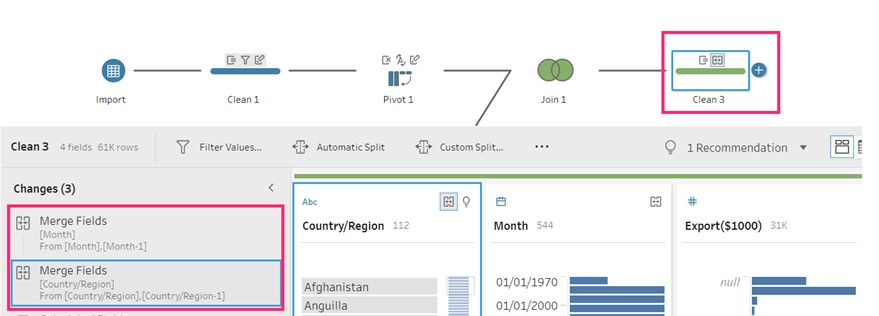 Import
Clean 1
Pivot 1
Join 1
Clean 3
Clean 3 4 fields 61K rows Filter Values... Automatic Split Custom Split... ... 1 Recommendation
Changes (3)
Merge Fields
[Month]
From [Month],[Month-1]
Merge Fields
[Country/Region]
From [Country/Region],[Country/Region-1]
Abc
Country/Region 112
Afghanistan
Anguilla
Month 544
01/01/1970
01/01/2000
#
Export($1000) 31K
null